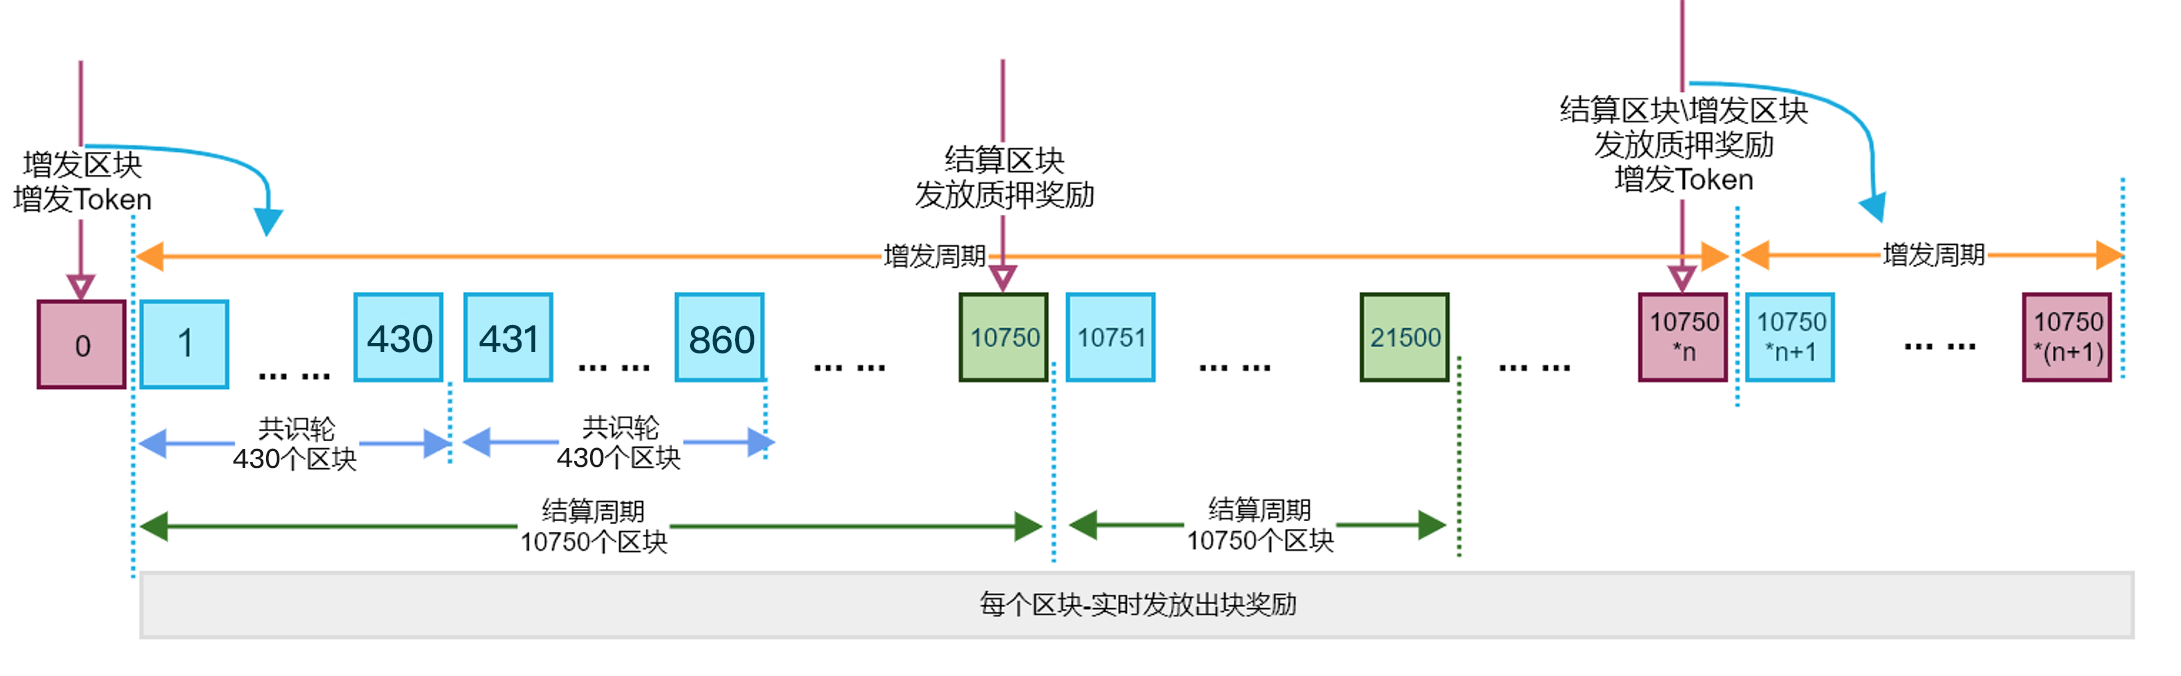 增发区块
增发Token
结算区块
发放质押奖励
结算区块\增发区块
发放质押奖励
增发Token
增发周期
增发周期
0
1
... ...
430
431
... ...
860
... ...
10750
10751
... ...
21500
... ...
10750
*n
10750
*n+1
... ...
10750
*(n+1)
共识轮
430个区块
共识轮
430个区块
结算周期
10750个区块
结算周期
10750个区块
每个区块-实时发放出块奖励